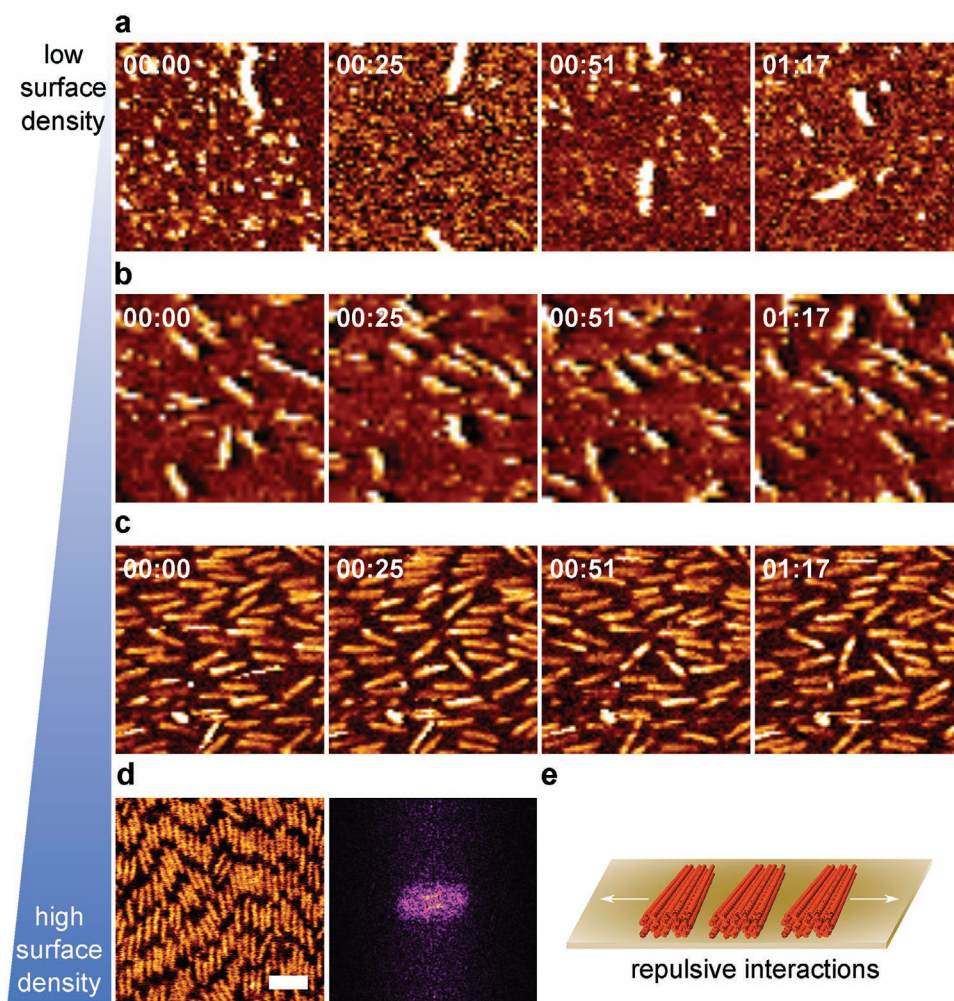 a
low
surface
density
00:00 00:25 00:51 01:17
b
00:00 00:25 00:51 01:17
c
00:00 00:25 00:51 01:17
d
e
high
surface
density
repulsive interactions